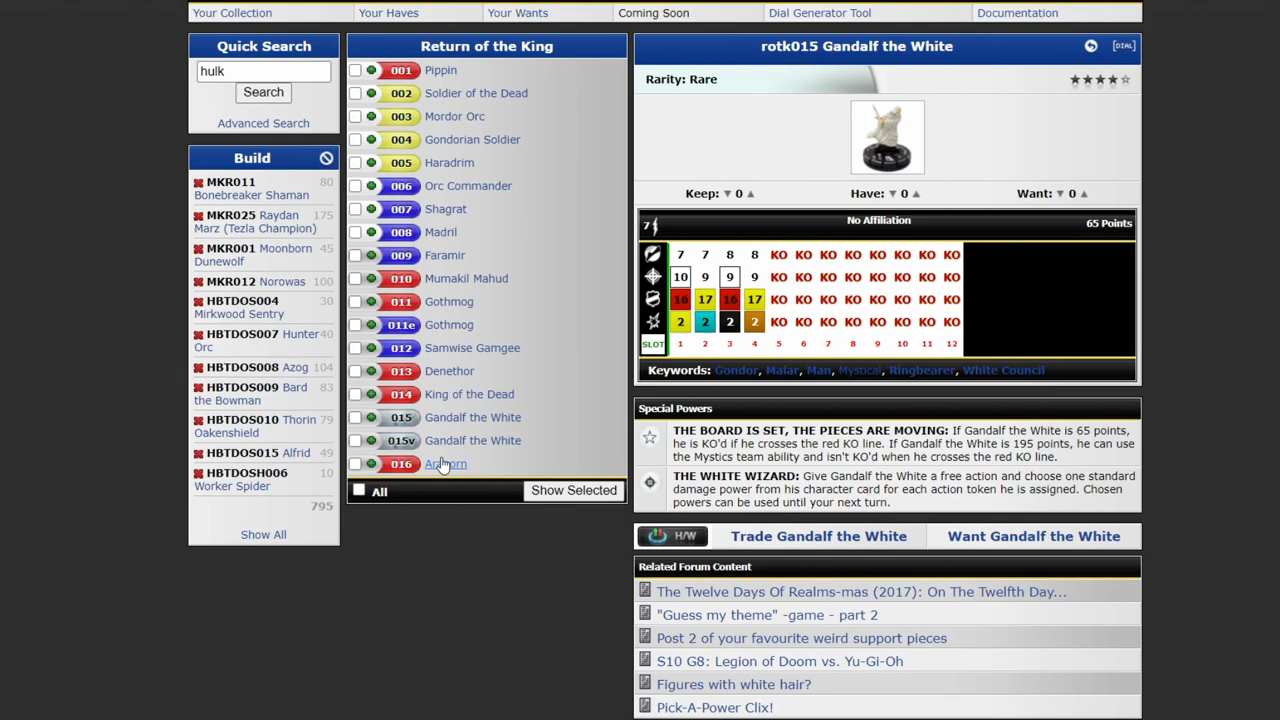 Your Collection
Your Haves
Your Wants
Coming Soon
Dial Generator Tool
Documentation
Quick Search
hulk
Search
Advanced Search
Build
MKR011 80
Bonebreaker Shaman
MKR025 Raydan 175
Marz (Tezla Champion)
MKR001 Moonborn 45
Dunewolf
MKR012 Norowas 100
HBTDOS004 30
Mirkwood Sentry
HBTDOS007 Hunter 40
Orc
HBTDOS008 Azog 104
HBTDOS009 Bard 83
the Bowman
HBTDOS010 Thorin 79
Oakenshield
HBTDOS015 Alfrid 49
HBTDOSH006 10
Worker Spider
795
Show All
Return of the King
001 Pippin
002 Soldier of the Dead
003 Mordor Orc
004 Gondorian Soldier
005 Haradrim
006 Orc Commander
007 Shagrat
008 Madril
009 Faramir
010 Mumakil Mahud
011 Gothmog
011e Gothmog
012 Samwise Gamgee
013 Denethor
014 King of the Dead
015 Gandalf the White
015v Gandalf the White
016
All
Show Selected
rotk015 Gandalf the White
[DIAL]
Rarity: Rare
Keep: 0
Have: 0
Want: 0
7
No Affiliation
65 Points
7 7 8 8 KO KO KO KO KO KO KO KO
10 9 9 9 KO KO KO KO KO KO KO KO
16 17 16 17 KO KO KO KO KO KO KO KO
2 2 2 2 KO KO KO KO KO KO KO KO
SLOT 1 2 3 4 5 6 7 8 9 10 11 12
Keywords: Gondor, Maiar, Man, Mystical, Ringbearer, White Council
Special Powers
THE BOARD IS SET, THE PIECES ARE MOVING: If Gandalf the White is 65 points,
he is KO'd if he crosses the red KO line. If Gandalf the White is 195 points, he can use
the Mystics team ability and isn't KO'd when he crosses the red KO line.
THE WHITE WIZARD: Give Gandalf the White a free action and choose one standard
damage power from his character card for each action token he is assigned. Chosen
powers can be used until your next turn.
H/W
Trade Gandalf the White
Want Gandalf the White
Related Forum Content
The Twelve Days Of Realms-mas (2017): On The Twelfth Day...
"Guess my theme" -game - part 2
Post 2 of your favourite weird support pieces
S10 G8: Legion of Doom vs. Yu-Gi-Oh
Figures with white hair?
Pick-A-Power Clix!